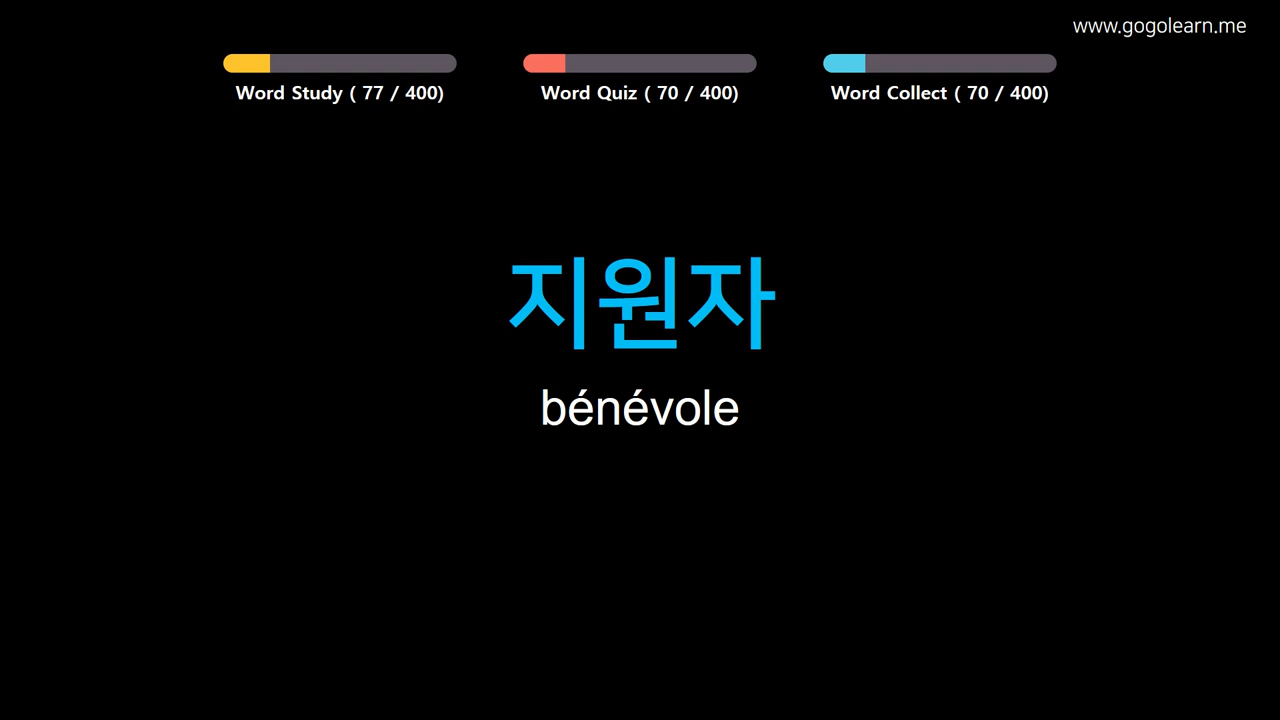 www.gogolearn.me
Word Study ( 77 / 400)
Word Quiz ( 70 / 400)
Word Collect ( 70 / 400)
지원자
bénévole